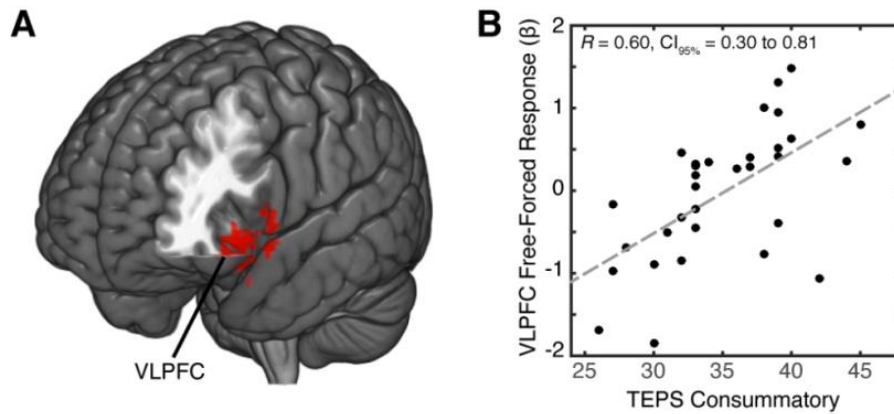 A
VLPFC
B
R = 0.60, CI95% = 0.30 to 0.81
VLPFC Free-Forced Response (β)
2
1
0
-1
-2
25 30 35 40 45
TEPS Consummatory